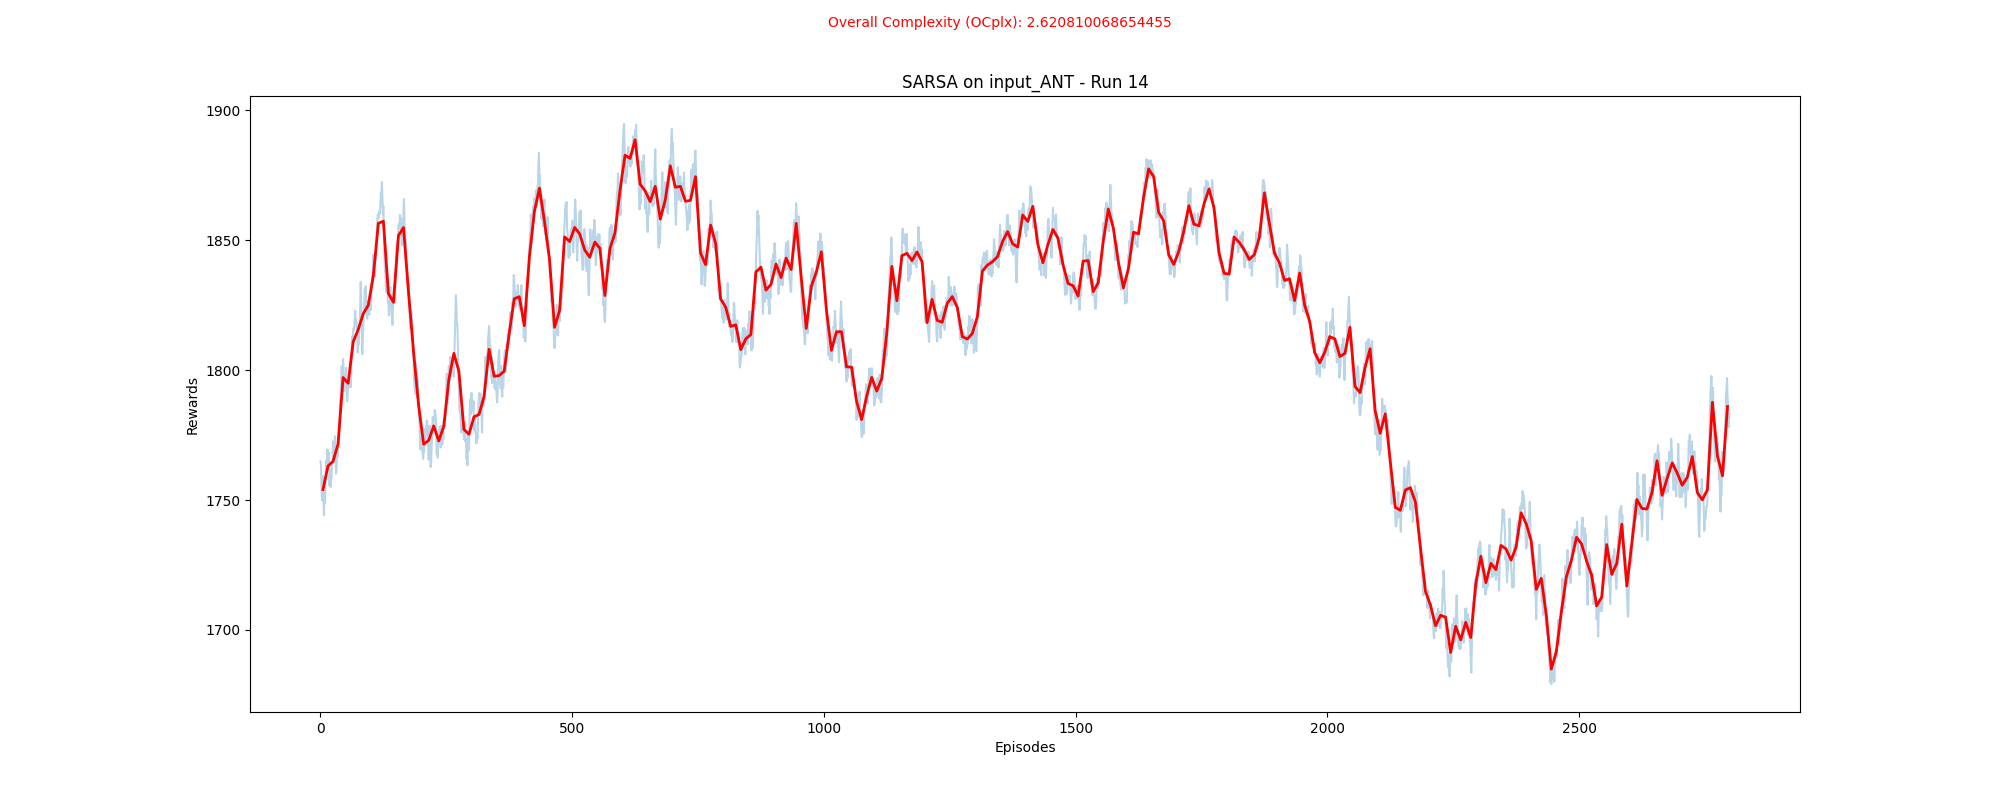 Overall Complexity (OCplx): 2.620810068654455
SARSA on input_ANT - Run 14
1900
1850
1800
1750
1700
Rewards
0 500 1000 1500 2000 2500
Episodes